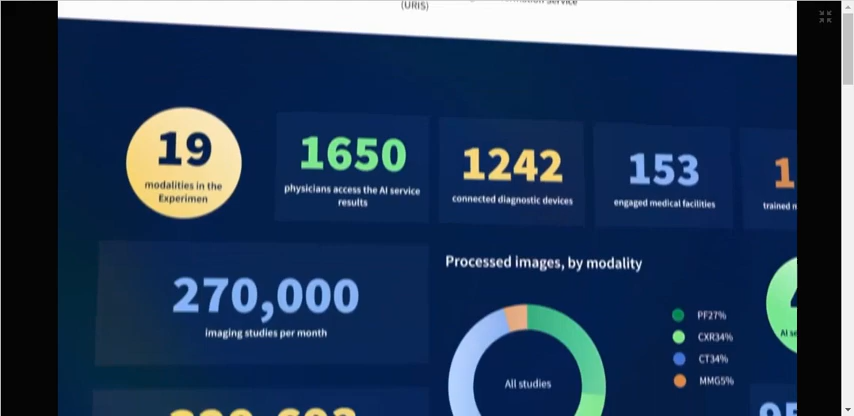 (URIS)
19
modalities in the
Experimen
1650
physicians access the AI service
results
1242
connected diagnostic devices
153
engaged medical facilities
trained
270,000
imaging studies per month
Processed images, by modality
All studies
PF27%
CXR34%
CT34%
MMG5%